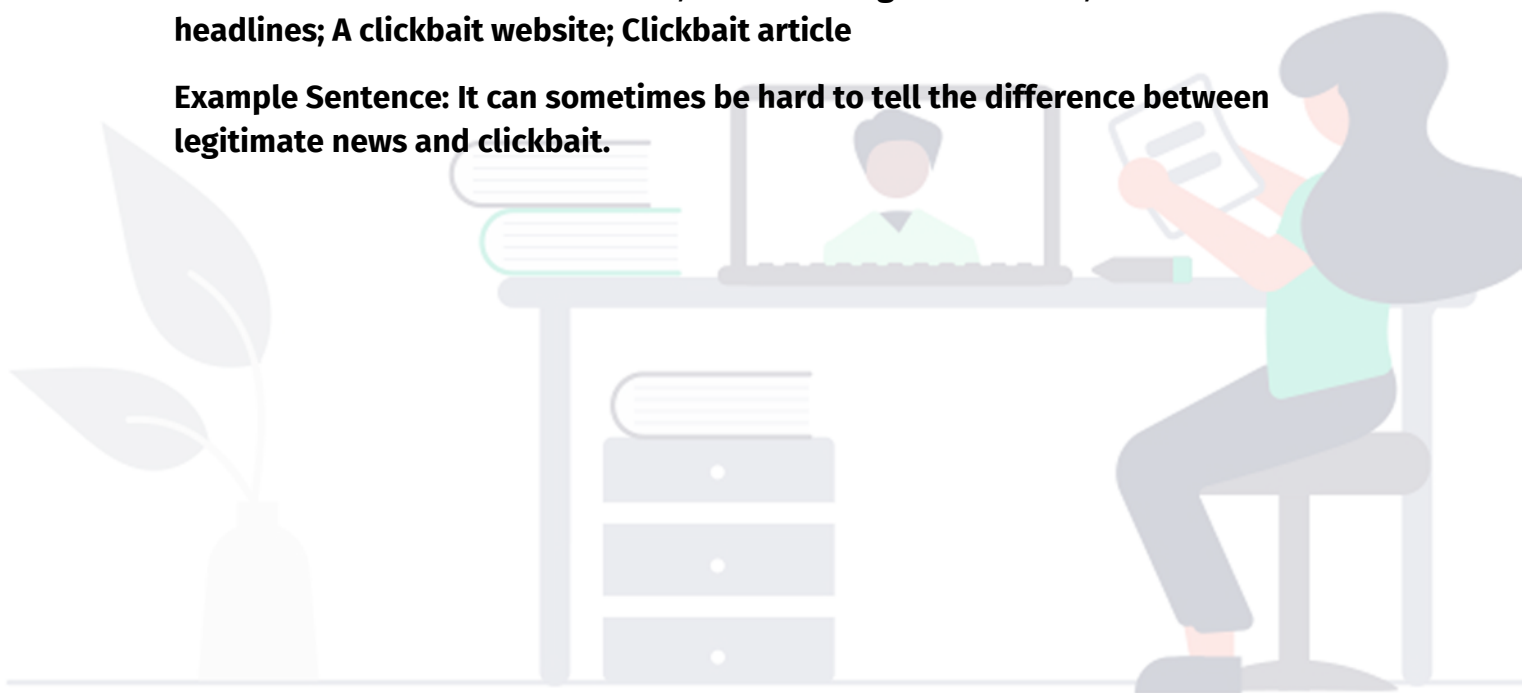 headlines; A clickbait website; Clickbait article
Example Sentence: It can sometimes be hard to tell the difference between
legitimate news and clickbait.